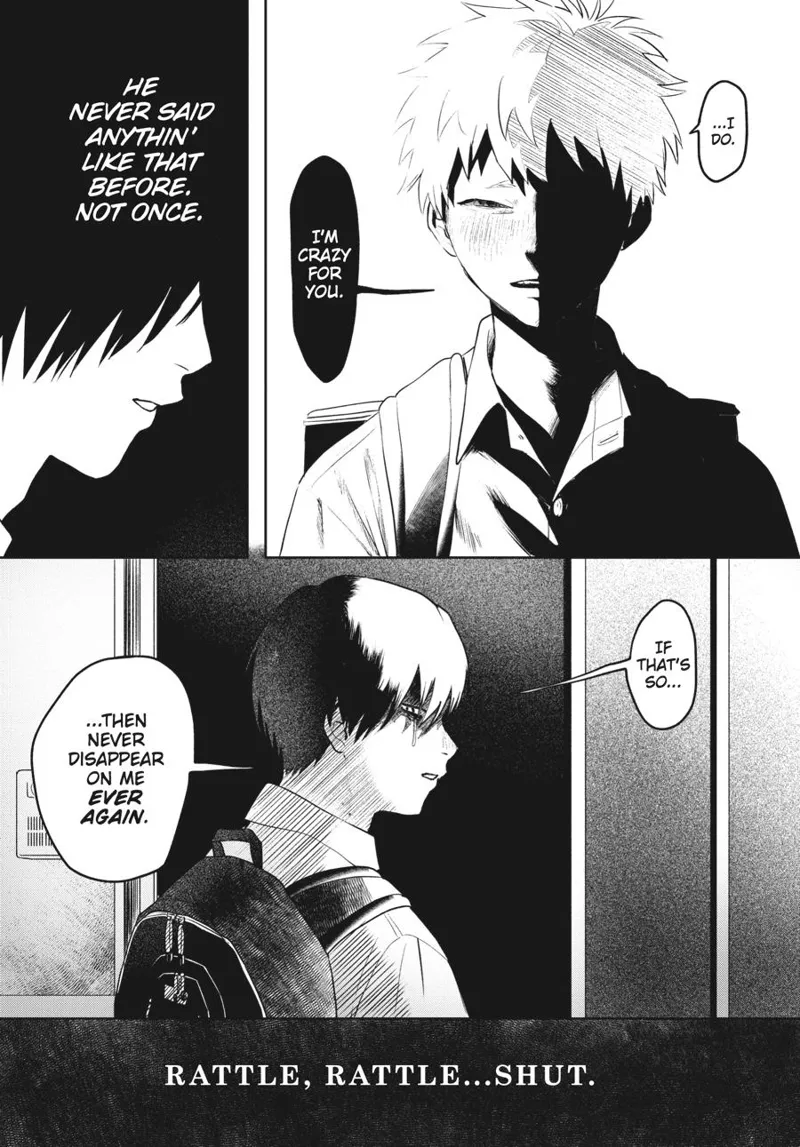 ...I
DO.
I'M
CRAZY
FOR
YOU.
HE
NEVER SAID
ANYTHIN'
LIKE THAT
BEFORE.
NOT ONCE.
IF
THAT'S
SO...
...THEN
NEVER
DISAPPEAR
ON ME
EVER
AGAIN.
RATTLE, RATTLE...SHUT.